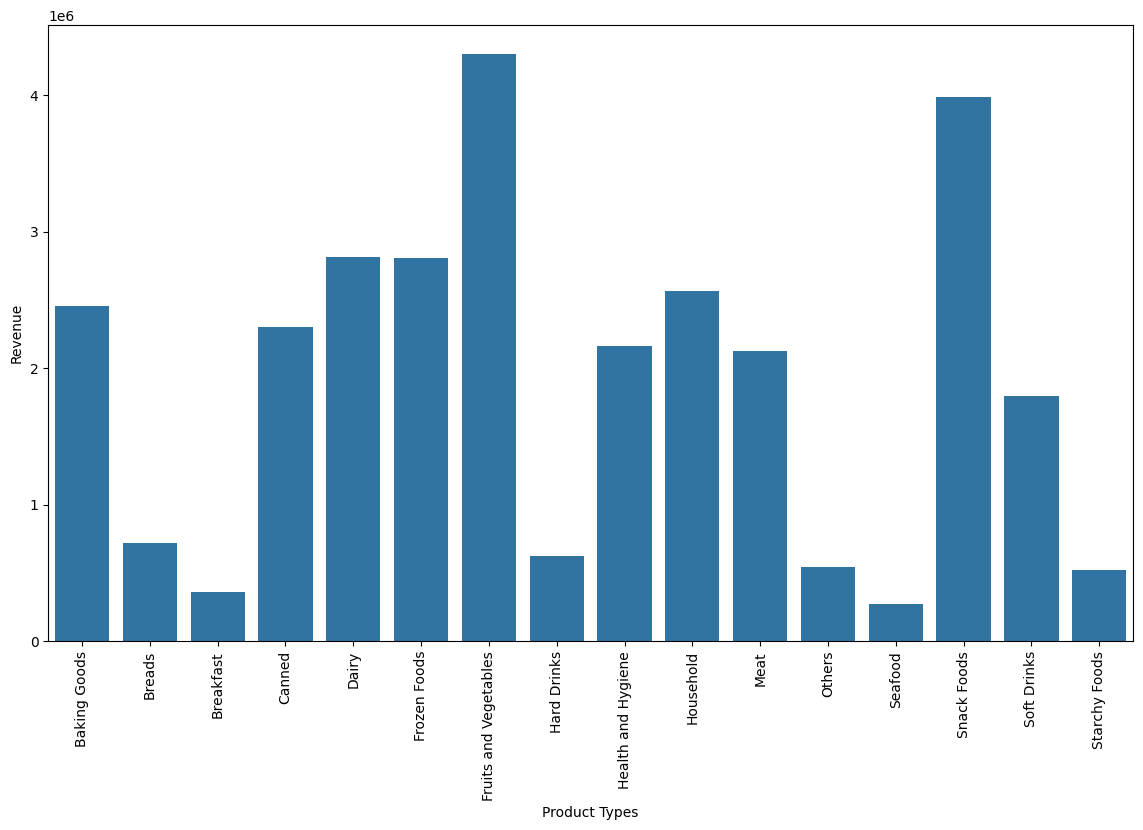 1e6
4
3
2
1
0
Revenue
Baking Goods
Breads
Breakfast
Canned
Dairy
Frozen Foods
Fruits and Vegetables
Hard Drinks
Health and Hygiene
Household
Meat
Others
Seafood
Snack Foods
Soft Drinks
Starchy Foods
Product Types